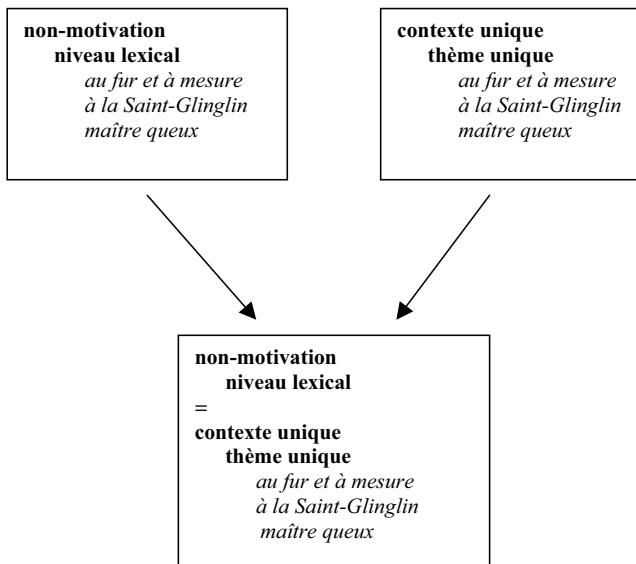 non-motivation
niveau lexical
au fur et à mesure
à la Saint-Glinglin
maître queux
contexte unique
thème unique
au fur et à mesure
à la Saint-Glinglin
maître queux
non-motivation
niveau lexical
=
contexte unique
thème unique
au fur et à mesure
à la Saint-Glinglin
maître queux